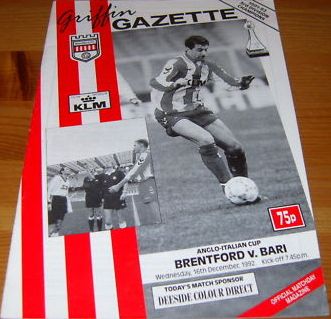 Griffin
GAZETTE
KLM
75p
ANGLO-ITALIAN CUP
BRENTFORD v. BARI
Wednesday, 16th December, 1992 Kick off 7.45p.m.
TODAY'S MATCH SPONSOR
DEESIDE COLOUR DIRECT
OFFICIAL MATCHDAY
MAGAZINE